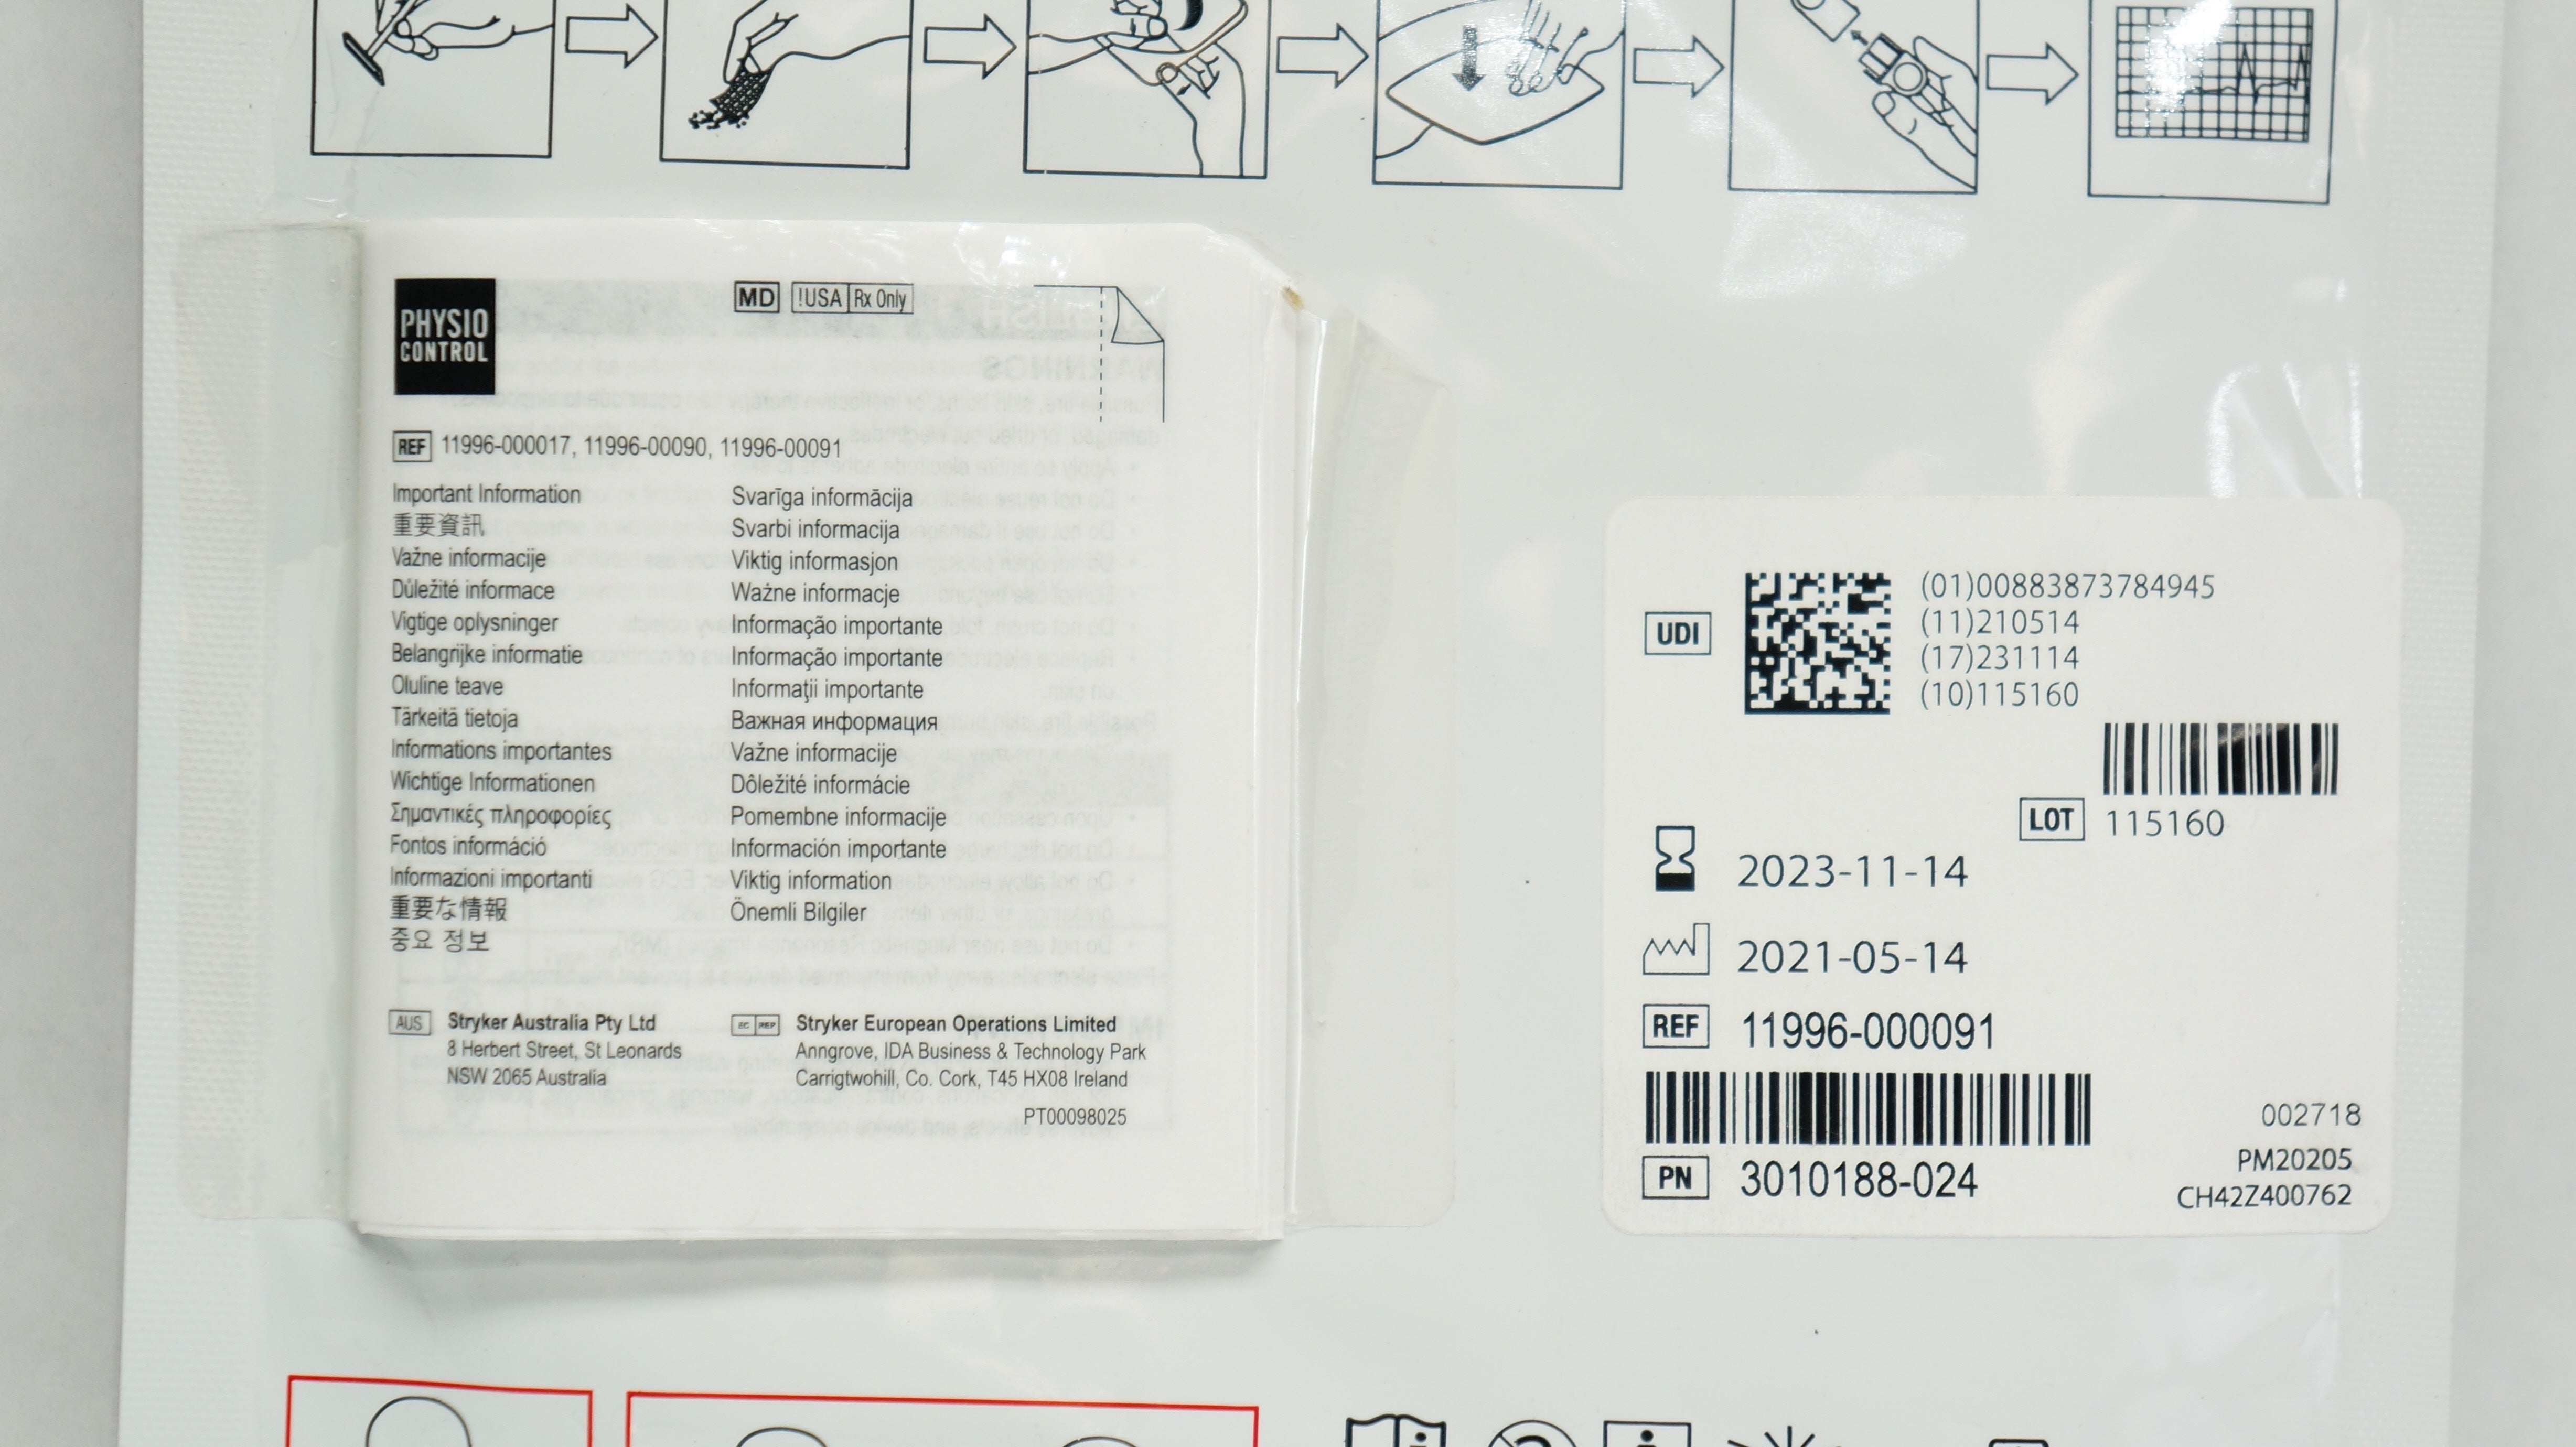 PHYSIO
CONTROL
MD !USA Rx Only
REF 11996-000017, 11996-00090, 11996-00091
Important Information
重要資訊
Važne informacije
Důležité informace
Vigtige oplysninger
Belangrijke informatie
Oluline teave
Tärkeitä tietoja
Informations importantes
Wichtige Informationen
Σημαντικές πληροφορίες
Fontos információ
Informazioni importanti
重要な情報
중요 정보
Svarīga informācija
Svarbi informacija
Viktig informasjon
Ważne informacje
Informação importante
Informação importante
Informaţii importante
Важная информация
Važne informacije
Dôležité informácie
Pomembne informacije
Información importante
Viktig information
Önemli Bilgiler
AUS Stryker Australia Pty Ltd
8 Herbert Street, St Leonards
NSW 2065 Australia
EC REP Stryker European Operations Limited
Anngrove, IDA Business & Technology Park
Carrigtwohill, Co. Cork, T45 HX08 Ireland
PT00098025
UDI
(01)00883873784945
(11)210514
(17)231114
(10)115160
LOT 115160
2023-11-14
2021-05-14
REF 11996-000091
PN 3010188-024
002718
PM20205
CH42Z400762